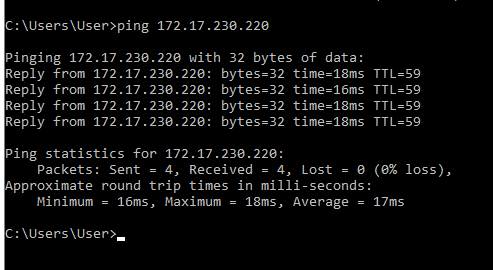 C:\Users\User>ping 172.17.230.220
Pinging 172.17.230.220 with 32 bytes of data:
Reply from 172.17.230.220: bytes=32 time=18ms TTL=59
Reply from 172.17.230.220: bytes=32 time=16ms TTL=59
Reply from 172.17.230.220: bytes=32 time=18ms TTL=59
Reply from 172.17.230.220: bytes=32 time=18ms TTL=59
Ping statistics for 172.17.230.220:
    Packets: Sent = 4, Received = 4, Lost = 0 (0% loss),
Approximate round trip times in milli-seconds:
    Minimum = 16ms, Maximum = 18ms, Average = 17ms
C:\Users\User>